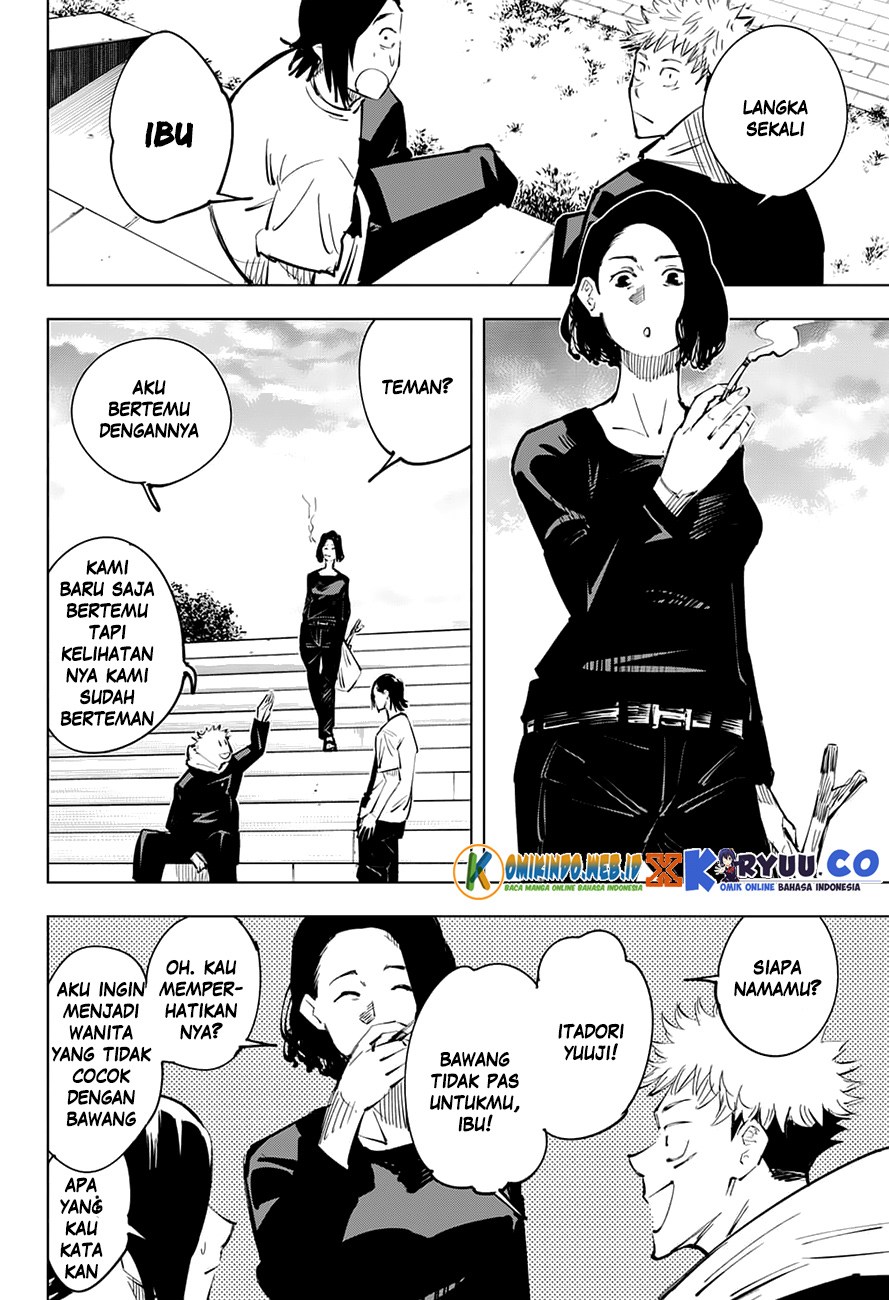 LANGKA
SEKALI
IBU
TEMAN?
AKU
BERTEMU
DENGANNYA
KAMI
BARU SAJA
BERTEMU
TAPI
KELIHATAN
NYA KAMI
SUDAH
BERTEMAN
KOMIKINDO.WEB.ID
BACA MANGA ONLINE BAHASA INDONESIA
X
KIRYUU.CO
OMIK ONLINE BAHASA INDONESIA
SIAPA
NAMAMU?
ITADORI
YUUJI!
BAWANG
TIDAK PAS
UNTUKMU,
IBU!
OH. KAU
MEMPER-
HATIKAN
NYA?
AKU INGIN
MENJADI
WANITA
YANG TIDAK
COCOK
DENGAN
BAWANG
APA
YANG
KAU
KATA
KAN